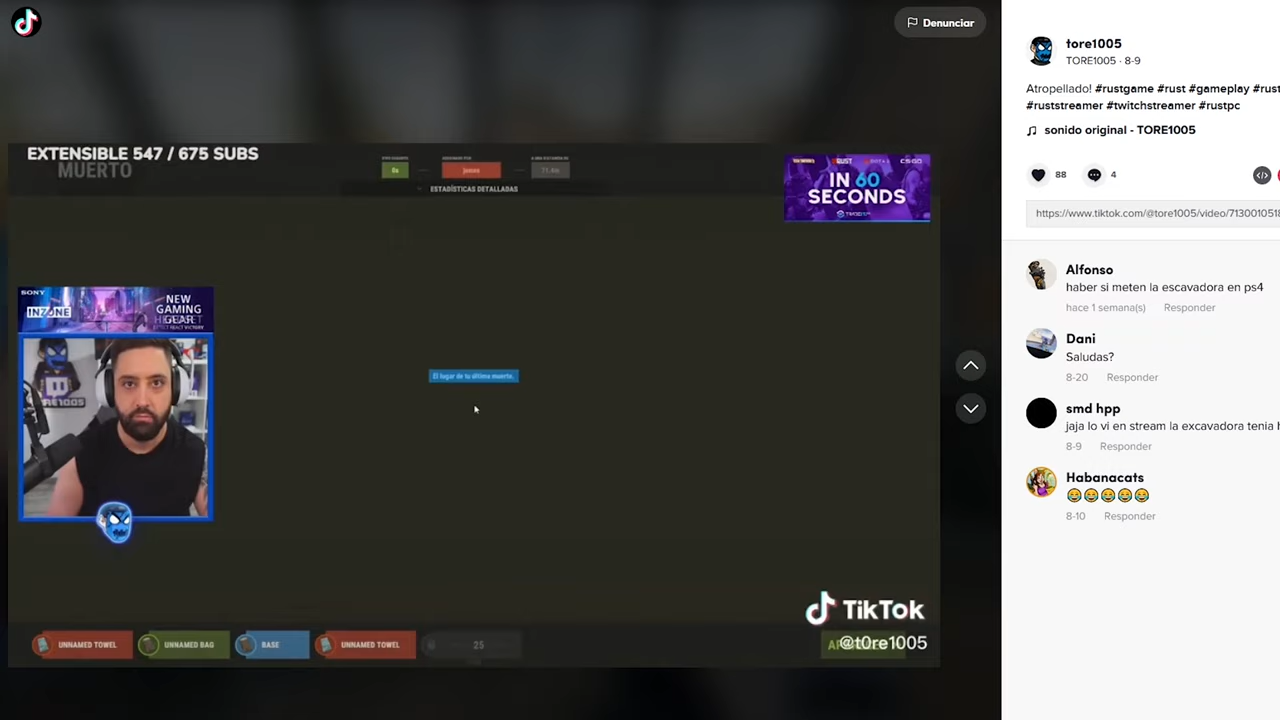 Denunciar
EXTENSIBLE 547 / 675 SUBS
MUERTO
ESTADÍSTICAS DETALLADAS
IN 60
SECONDS
SONY
INZONE
NEW
GAMING
El lugar de tu última muerte.
UNNAMED TOWEL
UNNAMED BAG
BASE
UNNAMED TOWEL
25
TikTok
@t0re1005
tore1005
TORE1005 · 8-9
Atropellado! #rustgame #rust #gameplay #rust
#ruststreamer #twitchstreamer #rustpc
sonido original - TORE1005
88
4
https://www.tiktok.com/@tore1005/video/7130010518
Alfonso
haber si meten la escavadora en ps4
hace 1 semana(s) Responder
Dani
Saludas?
8-20 Responder
smd hpp
jaja lo vi en stream la excavadora tenia h
8-9 Responder
Habanacats
😂😂😂😂😂
8-10 Responder